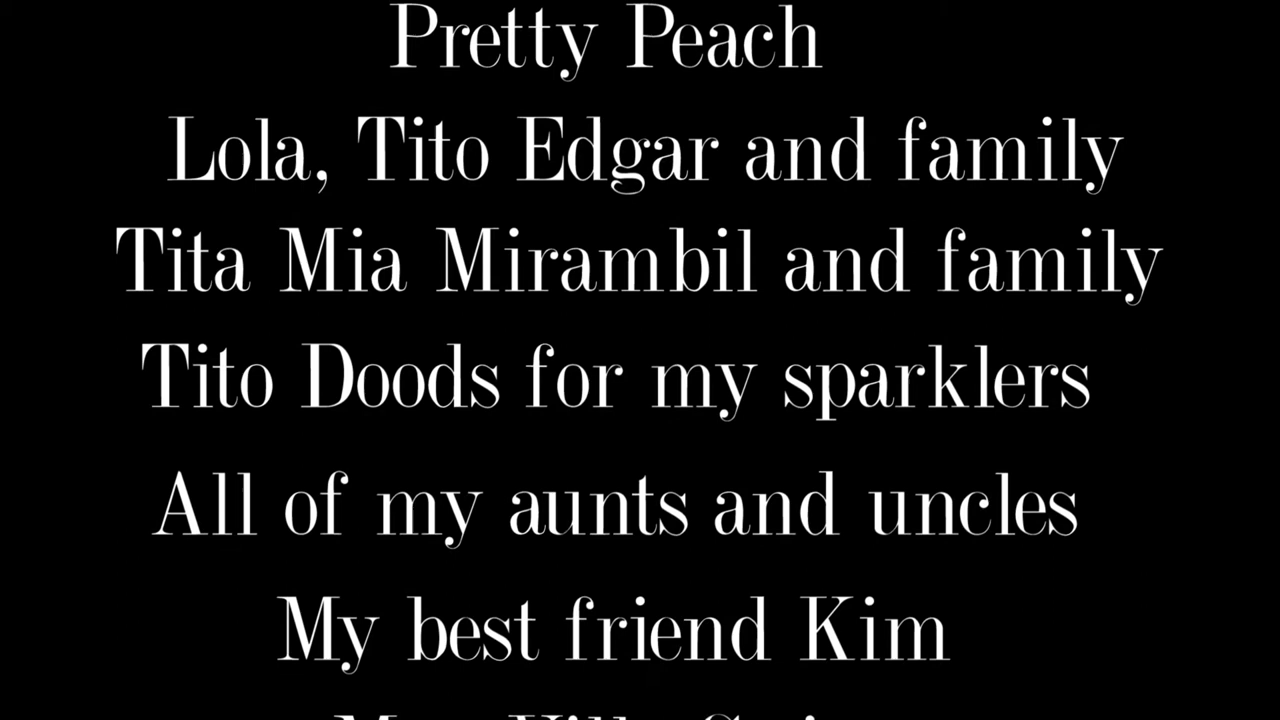 Pretty Peach
Lola, Tito Edgar and family
Tita Mia Mirambil and family
Tito Doods for my sparklers
All of my aunts and uncles
My best friend Kim